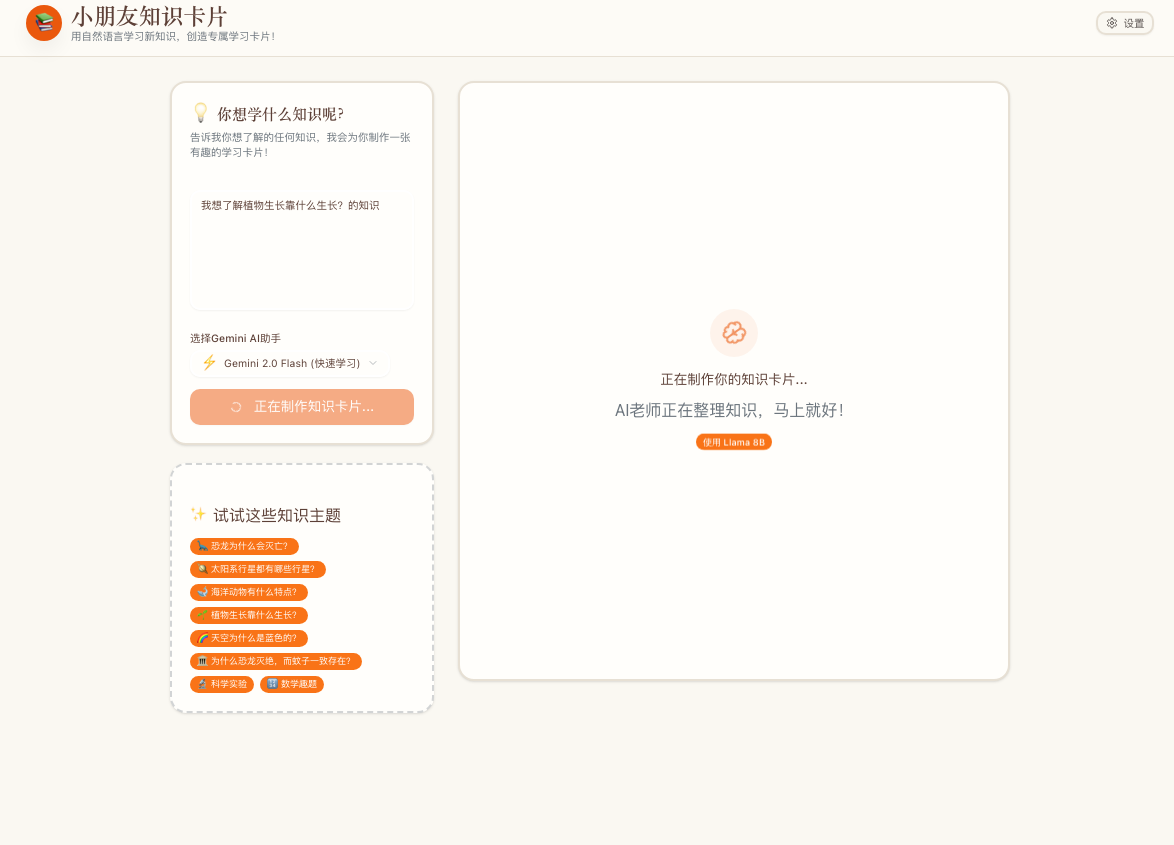 小朋友知识卡片
用自然语言学习新知识，创造专属学习卡片！
设置
你想学什么知识呢?
告诉我你想了解的任何知识，我会为你制作一张
有趣的学习卡片！
我想了解植物生长靠什么生长？的知识
选择Gemini AI助手
Gemini 2.0 Flash (快速学习)
正在制作知识卡片...
试试这些知识主题
恐龙为什么会灭亡?
太阳系行星都有哪些行星?
海洋动物有什么特点?
植物生长靠什么生长?
天空为什么是蓝色的?
为什么恐龙灭绝，而蚊子一致存在?
科学实验
数学趣题
正在制作你的知识卡片...
AI老师正在整理知识，马上就好！
使用 Llama 8B